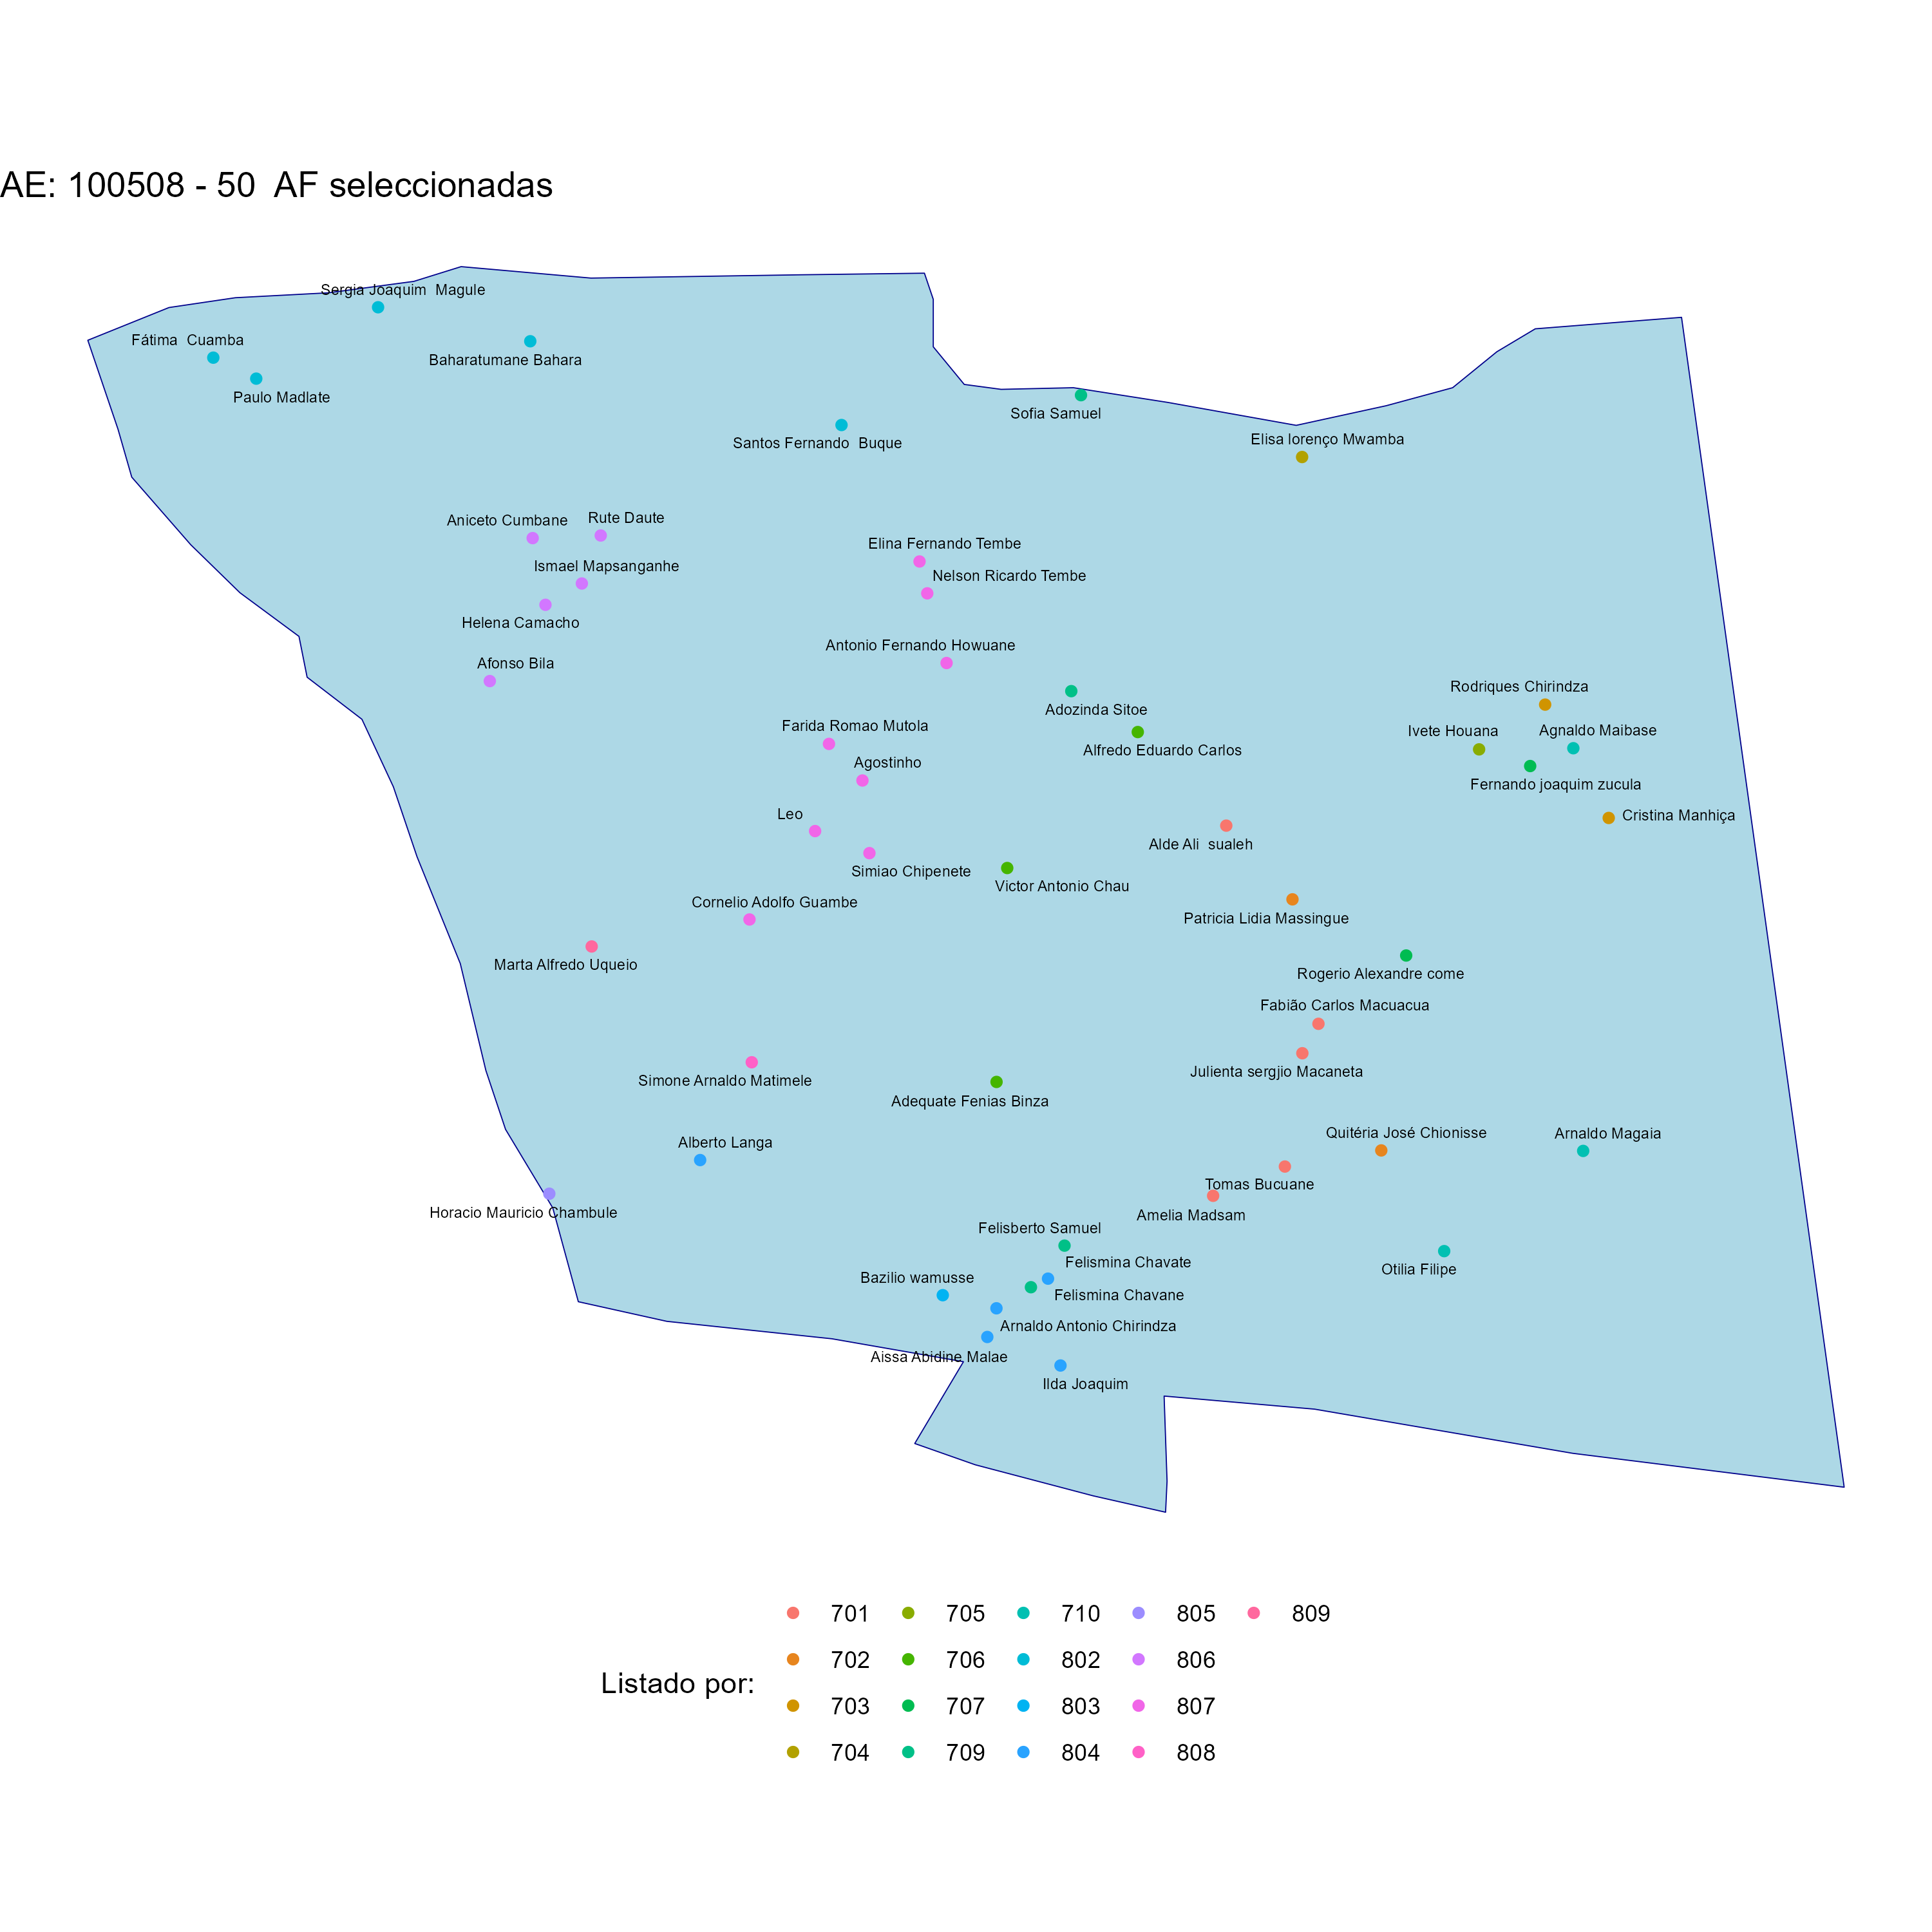 AE: 100508 - 50  AF seleccionadas
Sergia Joaquim  Magule
Fátima  Cuamba
Baharatumane Bahara
Paulo Madlate
Sofia Samuel
Santos Fernando  Buque
Elisa lorenço Mwamba
Aniceto Cumbane
Rute Daute
Elina Fernando Tembe
Ismael Mapsanganhe
Nelson Ricardo Tembe
Helena Camacho
Antonio Fernando Howuane
Afonso Bila
Rodriques Chirindza
Adozinda Sitoe
Farida Romao Mutola
Ivete Houana
Agnaldo Maibase
Alfredo Eduardo Carlos
Agostinho
Fernando joaquim zucula
Leo
Cristina Manhiça
Alde Ali  sualeh
Simiao Chipenete
Victor Antonio Chau
Cornelio Adolfo Guambe
Patricia Lidia Massingue
Marta Alfredo Uqueio
Rogerio Alexandre come
Fabião Carlos Macuacua
Julienta sergjio Macaneta
Simone Arnaldo Matimele
Adequate Fenias Binza
Quitéria José Chionisse
Arnaldo Magaia
Alberto Langa
Tomas Bucuane
Horacio Mauricio Chambule
Amelia Madsam
Felisberto Samuel
Felismina Chavate
Otilia Filipe
Bazilio wamusse
Felismina Chavane
Arnaldo Antonio Chirindza
Aissa Abidine Malae
Ilda Joaquim
Listado por:
701
702
703
704
705
706
707
709
710
802
803
804
805
806
807
808
809